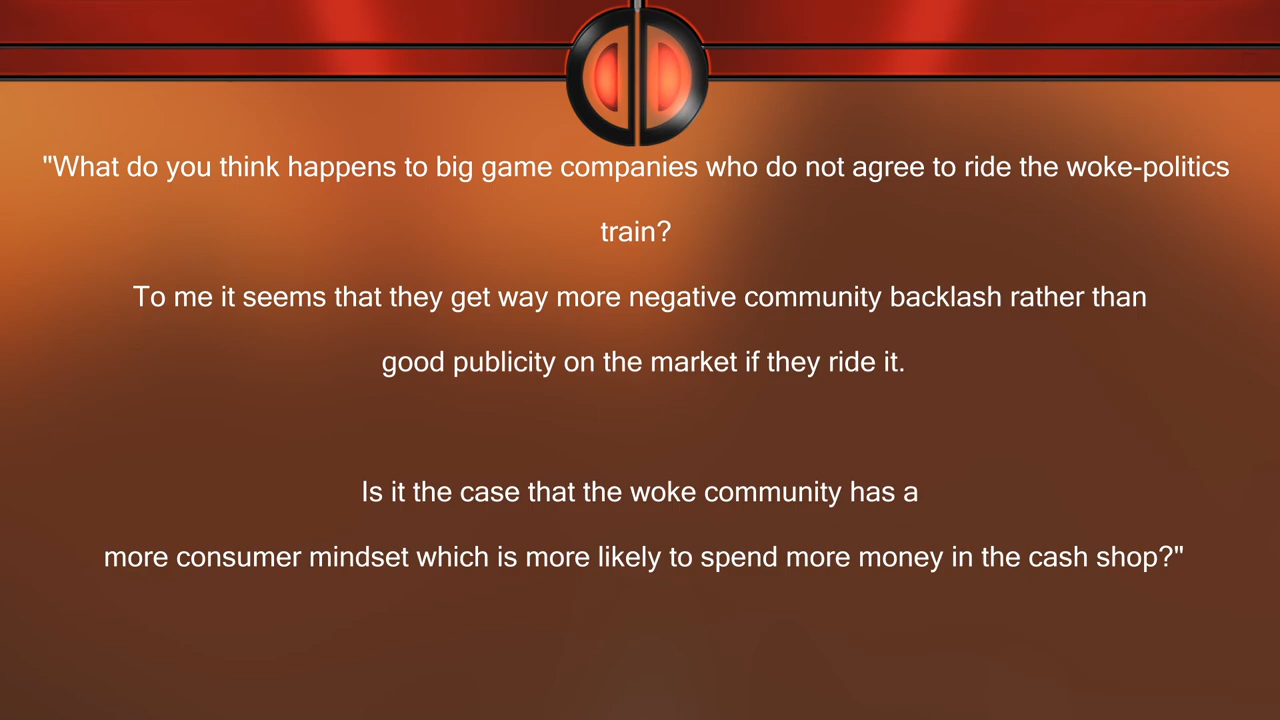 "What do you think happens to big game companies who do not agree to ride the woke-politics
train?
To me it seems that they get way more negative community backlash rather than
good publicity on the market if they ride it.
Is it the case that the woke community has a
more consumer mindset which is more likely to spend more money in the cash shop?"